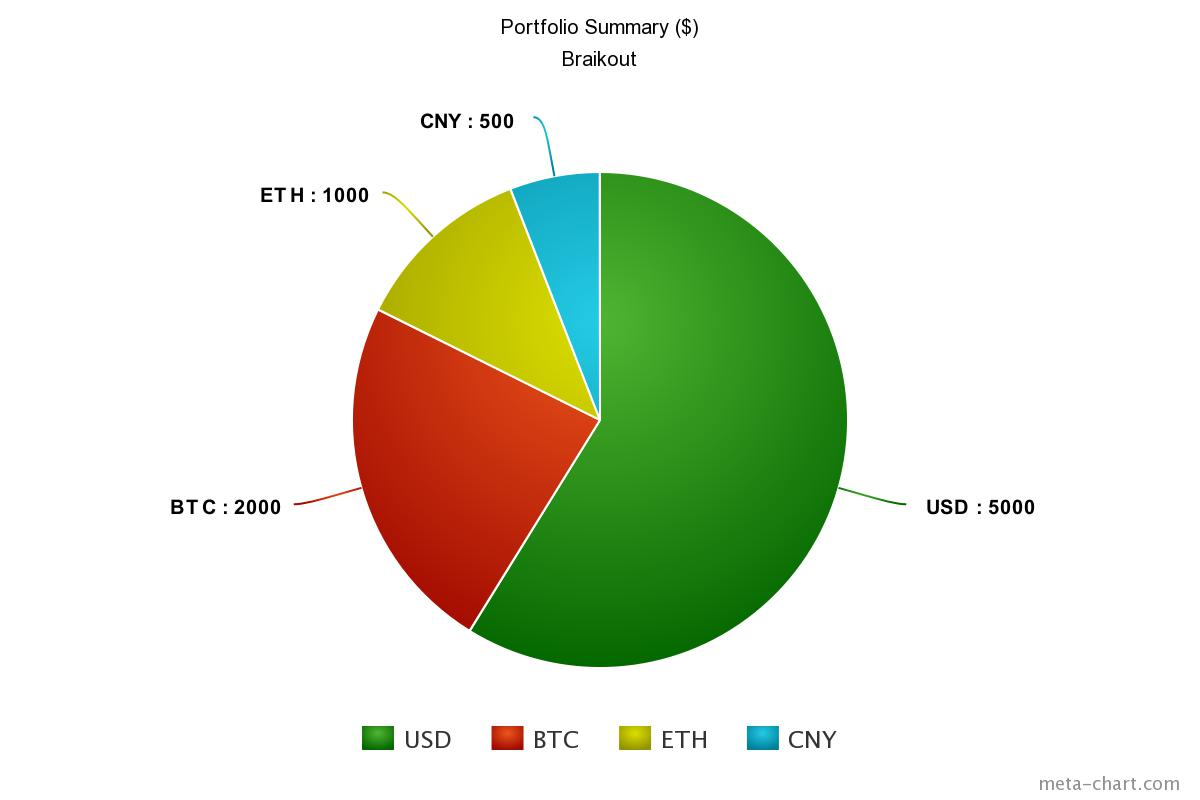 Portfolio Summary ($)
Braikout
CNY : 500
ETH : 1000
BTC : 2000
USD : 5000
USD BTC ETH CNY
meta-chart.com